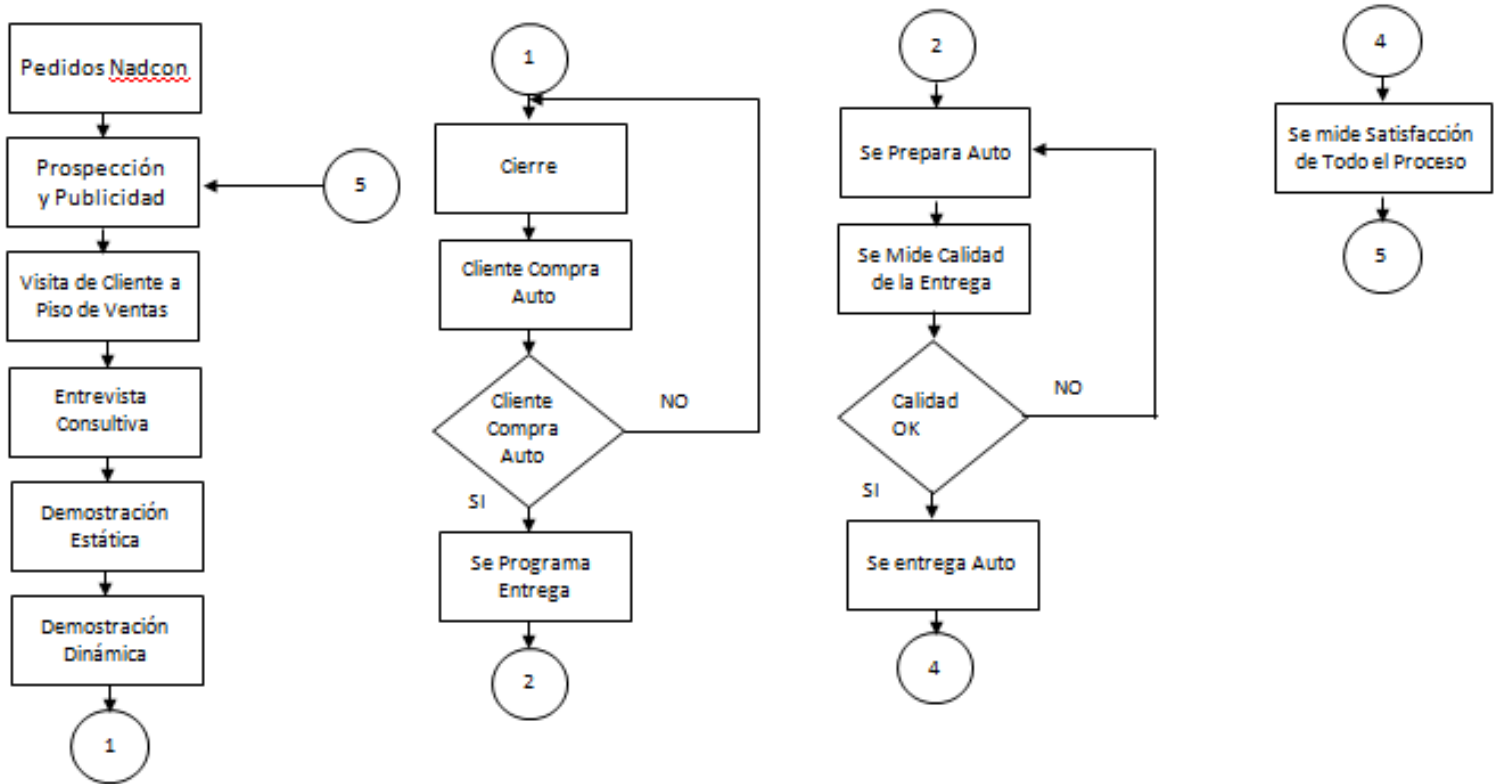 Pedidos Nadcon
Prospección
y Publicidad
5
Visita de Cliente a
Piso de Ventas
Entrevista
Consultiva
Demostración
Estática
Demostración
Dinámica
1
1
Cierre
Cliente Compra
Auto
Cliente
Compra
Auto
NO
SI
Se Programa
Entrega
2
2
Se Prepara Auto
Se Mide Calidad
de la Entrega
Calidad
OK
NO
SI
Se entrega Auto
4
4
Se mide Satisfacción
de Todo el Proceso
5